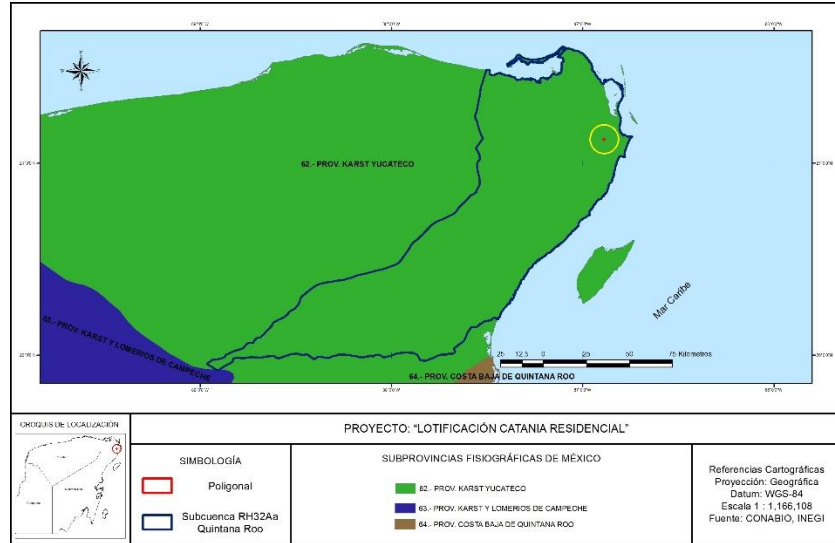 62.- PROV. KARST YUCATECO
Mar Caribe
63.- PROV. KARST Y LOMERIOS DE CAMPECHE
25 12.5 0 25 50 75 Kilometros
64.- PROV. COSTA BAJA DE QUINTANA ROO
CROQUIS DE LOCALIZACIÓN
PROYECTO: "LOTIFICACIÓN CATANIA RESIDENCIAL"
SIMBOLOGÍA
Poligonal
Subcuenca RH32Aa
Quintana Roo
SUBPROVINCIAS FISIOGRÁFICAS DE MÉXICO
62.- PROV. KARST YUCATECO
63.- PROV. KARST Y LOMERIOS DE CAMPECHE
64.- PROV. COSTA BAJA DE QUINTANA ROO
Referencias Cartográficas
Proyección: Geográfica
Datum: WGS-84
Escala 1 : 1,166,108
Fuente: CONABIO, INEGI